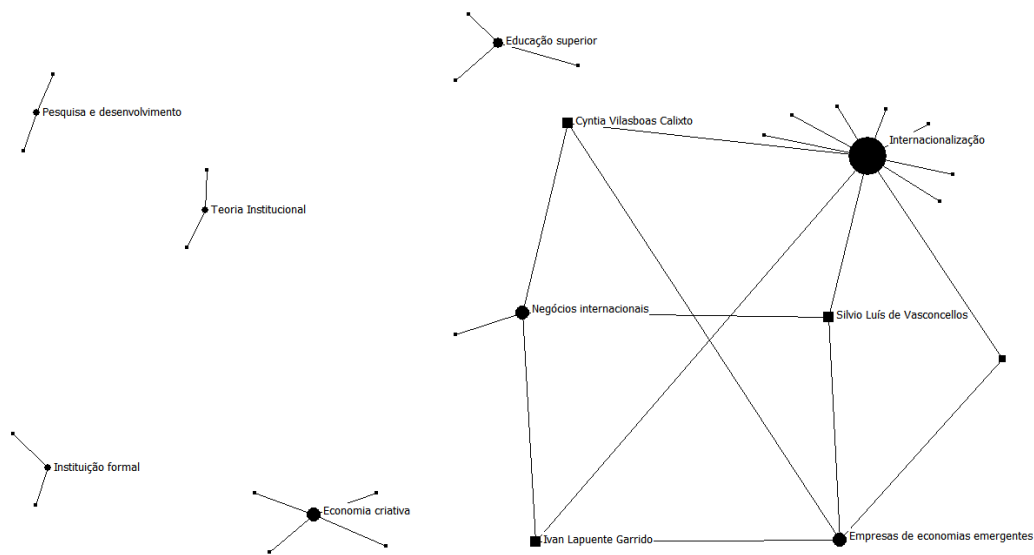 Educação superior
Pesquisa e desenvolvimento
Cyntia Vilasboas Calixto
Internacionalização
Teoria Institucional
Negócios internacionais
Silvio Luís de Vasconcellos
Instituição formal
Economia criativa
Ivan Lapuente Garrido
Empresas de economias emergentes